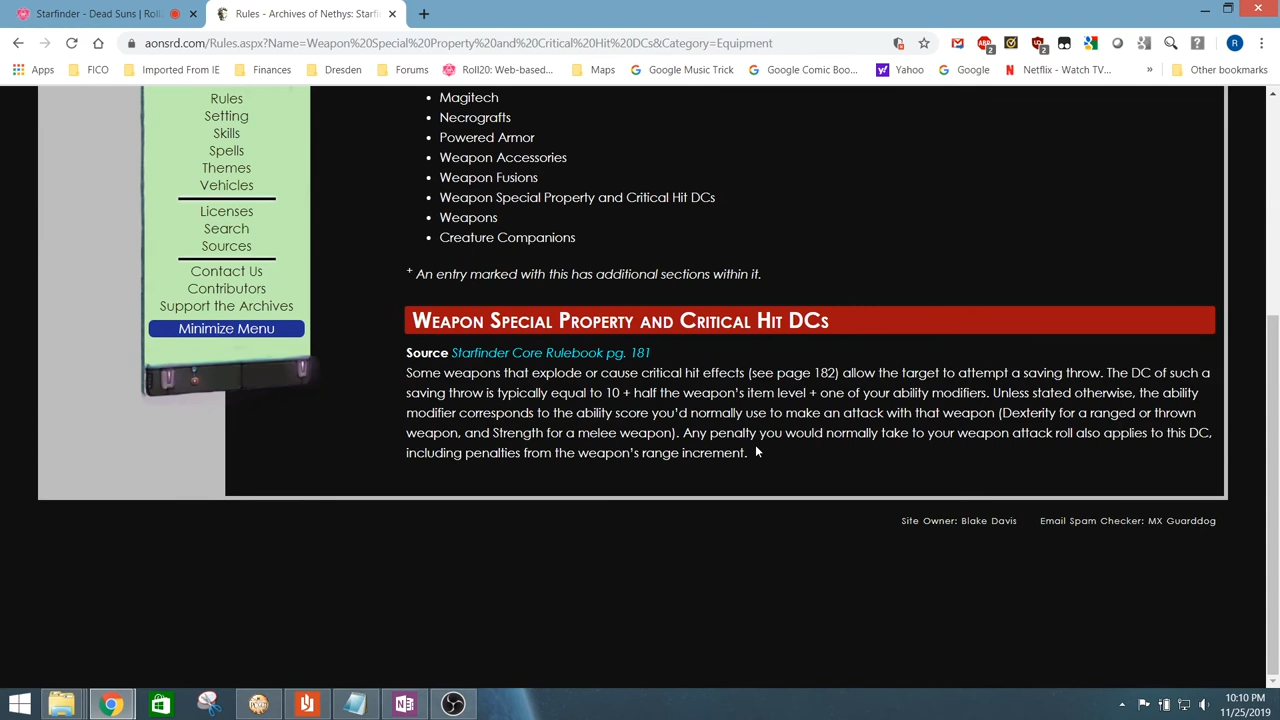 Starfinder - Dead Suns | Roll2
Rules - Archives of Nethys: Starfi
aonsrd.com/Rules.aspx?Name=Weapon%20Special%20Property%20and%20Critical%20Hit%20DCs&Category=Equipment
Apps FICO Imported From IE Finances Dresden Forums Roll20: Web-based... Maps Google Music Trick Google Comic Boo... Yahoo Google Netflix - Watch TV... » Other bookmarks
Rules
Setting
Skills
Spells
Themes
Vehicles
Licenses
Search
Sources
Contact Us
Contributors
Support the Archives
Minimize Menu
• Magitech
• Necrografts
• Powered Armor
• Weapon Accessories
• Weapon Fusions
• Weapon Special Property and Critical Hit DCs
• Weapons
• Creature Companions
+ An entry marked with this has additional sections within it.
Weapon Special Property and Critical Hit DCs
Source Starfinder Core Rulebook pg. 181
Some weapons that explode or cause critical hit effects (see page 182) allow the target to attempt a saving throw. The DC of such a
saving throw is typically equal to 10 + half the weapon's item level + one of your ability modifiers. Unless stated otherwise, the ability
modifier corresponds to the ability score you'd normally use to make an attack with that weapon (Dexterity for a ranged or thrown
weapon, and Strength for a melee weapon). Any penalty you would normally take to your weapon attack roll also applies to this DC,
including penalties from the weapon's range increment.
Site Owner: Blake Davis Email Spam Checker: MX Guarddog
10:10 PM
11/25/2019